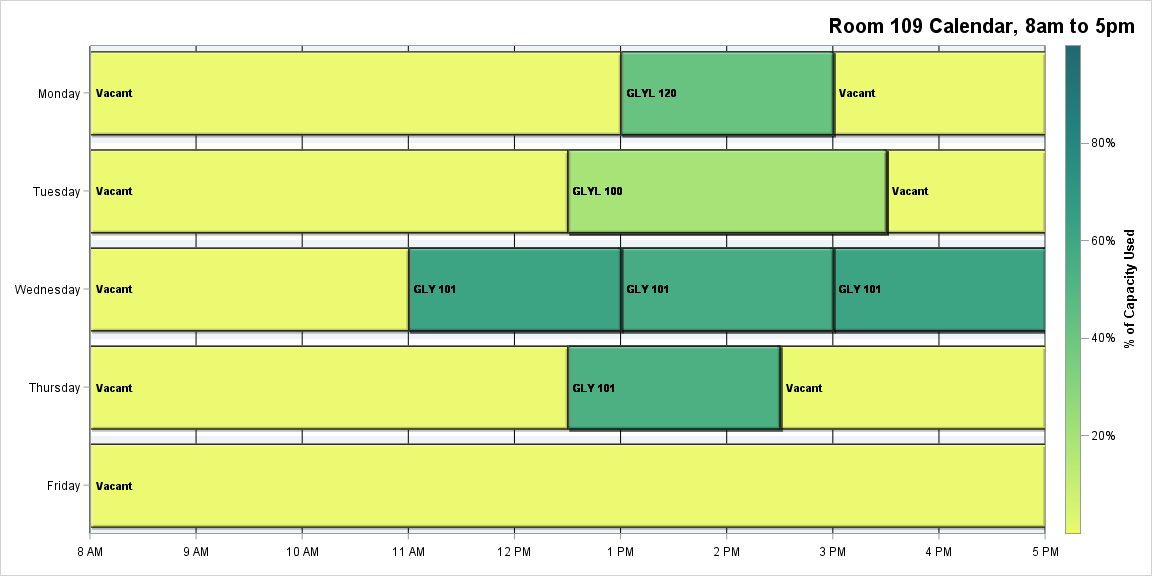 Room 109 Calendar, 8am to 5pm
Monday
Vacant
GLYL 120
Vacant
Tuesday
Vacant
GLYL 100
Vacant
Wednesday
Vacant
GLY 101
GLY 101
GLY 101
Thursday
Vacant
GLY 101
Vacant
Friday
Vacant
8 AM
9 AM
10 AM
11 AM
12 PM
1 PM
2 PM
3 PM
4 PM
5 PM
80%
60%
40%
20%
% of Capacity Used